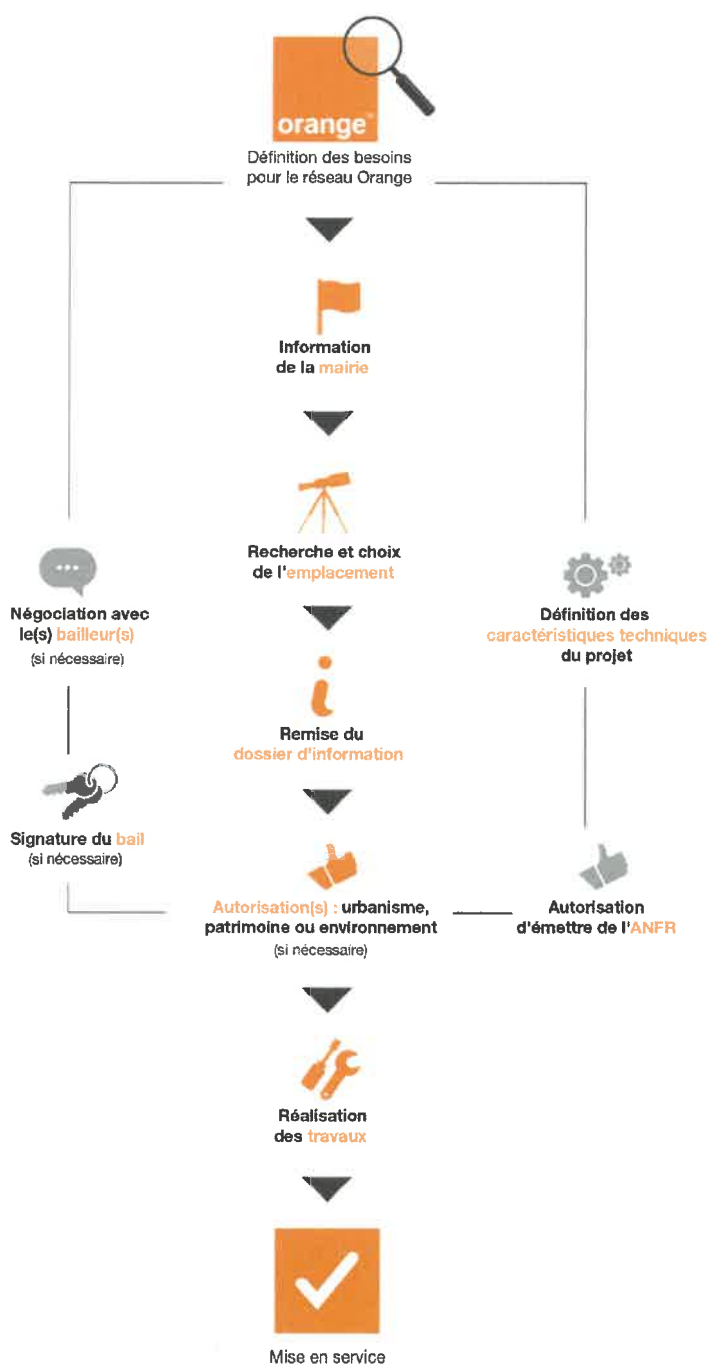 orange
Définition des besoins
pour le réseau Orange
Information
de la mairie
Recherche et choix
de l'emplacement
Négociation avec
le(s) bailleur(s)
(si nécessaire)
Définition des
caractéristiques techniques
du projet
Remise du
dossier d'information
Signature du bail
(si nécessaire)
Autorisation(s) : urbanisme,
patrimoine ou environnement
(si nécessaire)
Autorisation
d'émettre de l'ANFR
Réalisation
des travaux
Mise en service